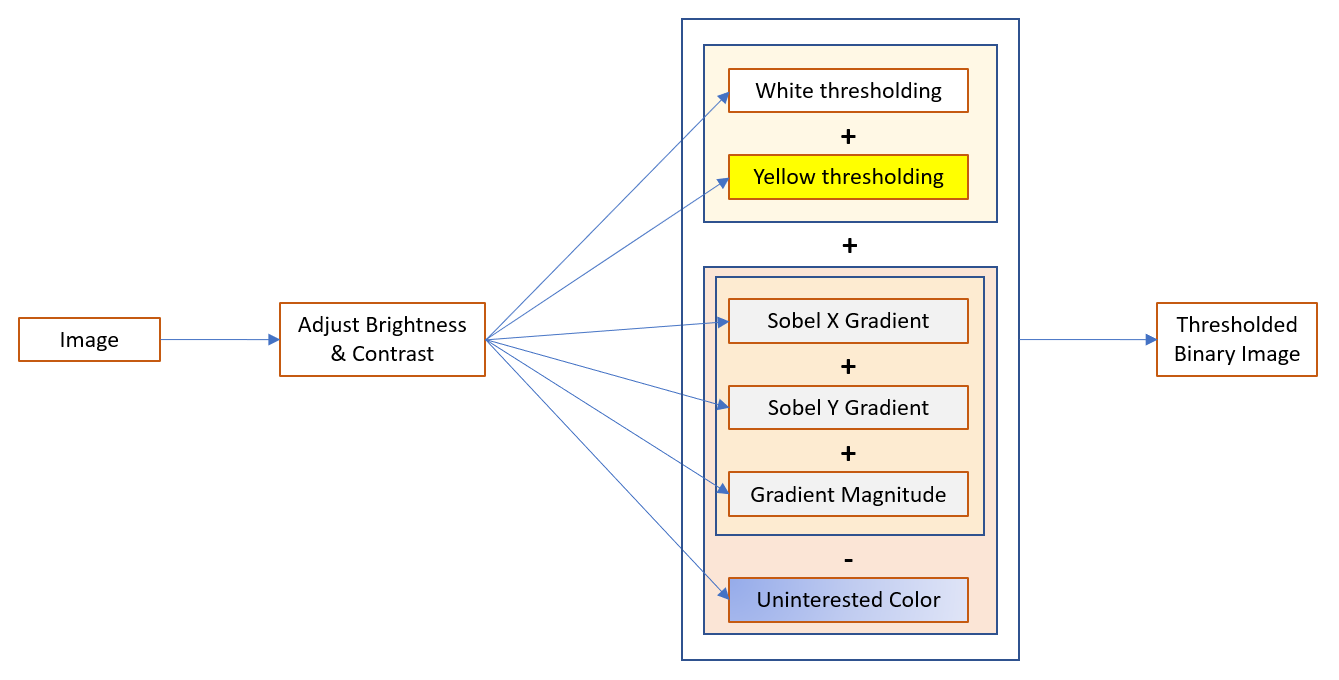 Image
Adjust Brightness
& Contrast
White thresholding
+
Yellow thresholding
+
Sobel X Gradient
+
Sobel Y Gradient
+
Gradient Magnitude
-
Uninterested Color
Thresholded
Binary Image